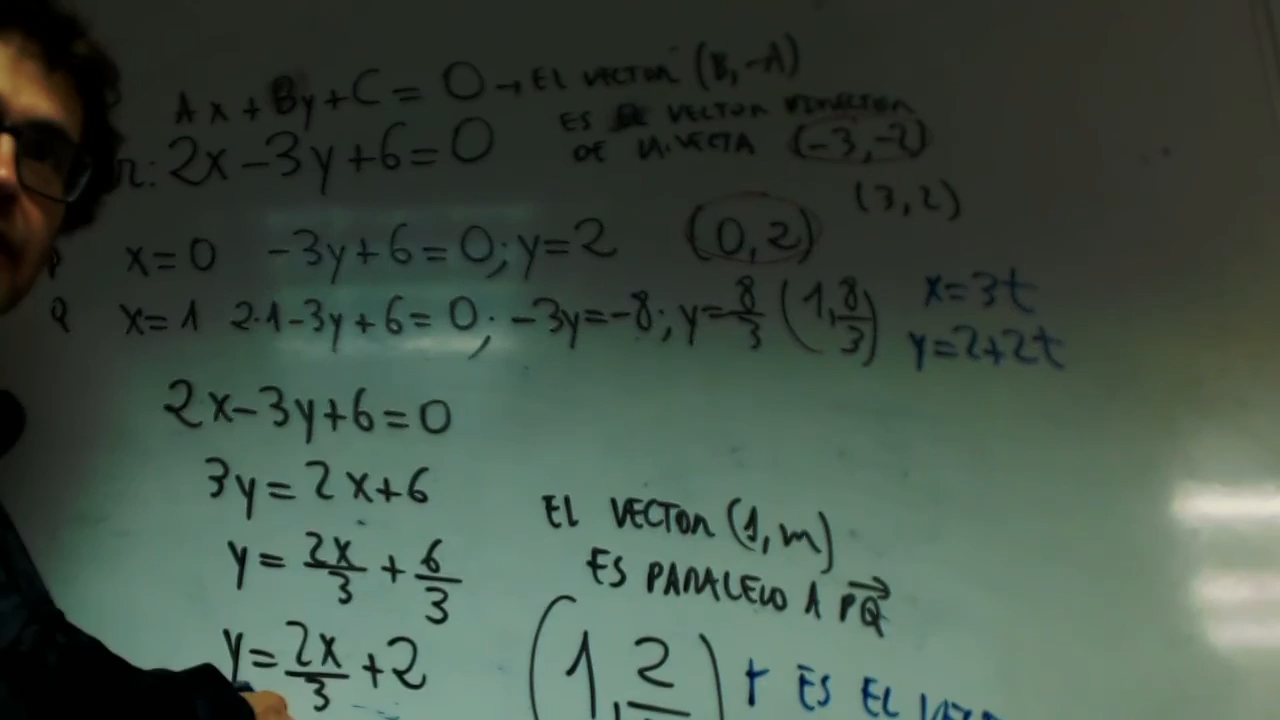 Ax + By + C = 0 → EL VECTOR (B, -A)
ES VECTOR DIRECTOR
DE LA RECTA (-3, -2)
r: 2x - 3y + 6 = 0
(3, 2)
x = 0 -3y + 6 = 0; y = 2 (0, 2)
Q x = 1 2·1 - 3y + 6 = 0; -3y = -8; y = 8/3 (1, 8/3)
x = 3t
y = 2 + 2t
2x - 3y + 6 = 0
3y = 2x + 6
y = 2x/3 + 6/3
y = 2x/3 + 2
EL VECTOR (1, m)
ES PARALELO A PQ
(1, 2
ES EL